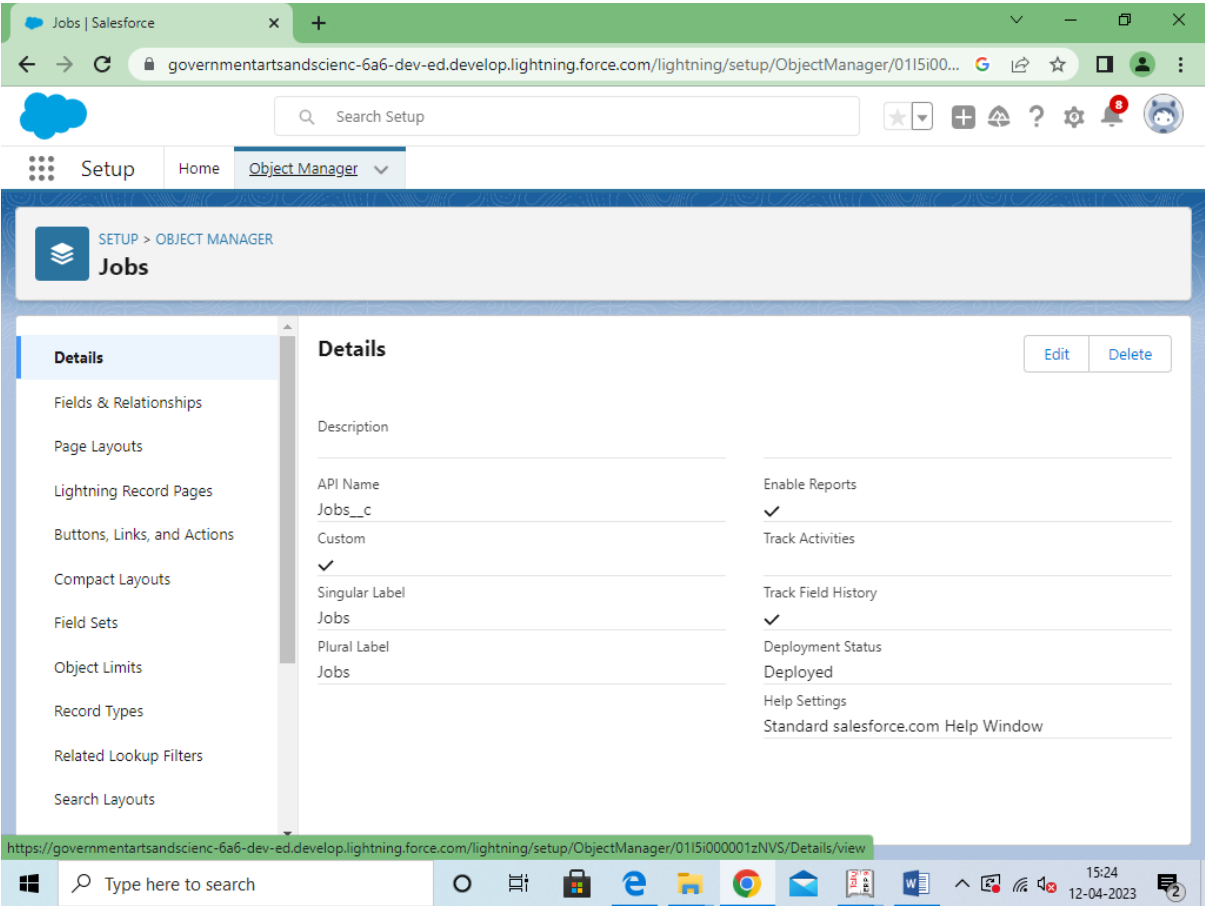 Jobs | Salesforce
governmentartsandscienc-6a6-dev-ed.develop.lightning.force.com/lightning/setup/ObjectManager/01I5i00...
Search Setup
8
Setup
Home
Object Manager
SETUP > OBJECT MANAGER
Jobs
Details
Fields & Relationships
Page Layouts
Lightning Record Pages
Buttons, Links, and Actions
Compact Layouts
Field Sets
Object Limits
Record Types
Related Lookup Filters
Search Layouts
Details
Edit
Delete
Description
API Name
Jobs__c
Custom
Singular Label
Jobs
Plural Label
Jobs
Enable Reports
Track Activities
Track Field History
Deployment Status
Deployed
Help Settings
Standard salesforce.com Help Window
https://governmentartsandscienc-6a6-dev-ed.develop.lightning.force.com/lightning/setup/ObjectManager/01I5i000001zNVS/Details/view
Type here to search
15:24
12-04-2023
2